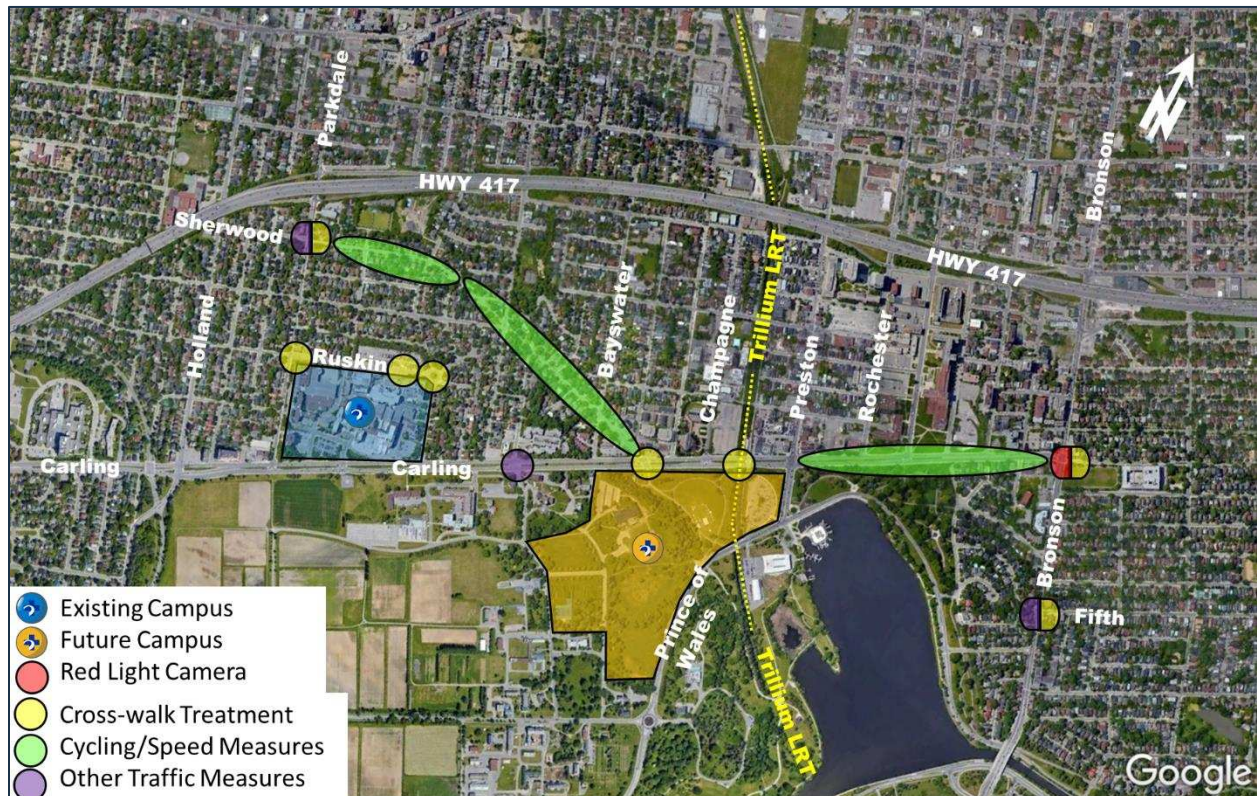 Parkdale
HWY 417
Bronson
Sherwood
Holland
Bayswater
Champagne
Trillium LRT
Preston
Rochester
HWY 417
Ruskin
Carling
Carling
Bronson
Fifth
Prince of
Wales
Trillium LRT
Existing Campus
Future Campus
Red Light Camera
Cross-walk Treatment
Cycling/Speed Measures
Other Traffic Measures
N
Google